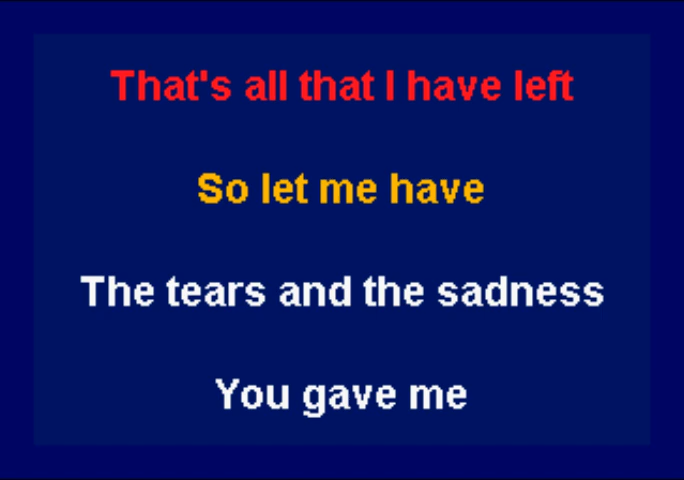 That's all that I have left
So let me have
The tears and the sadness
You gave me